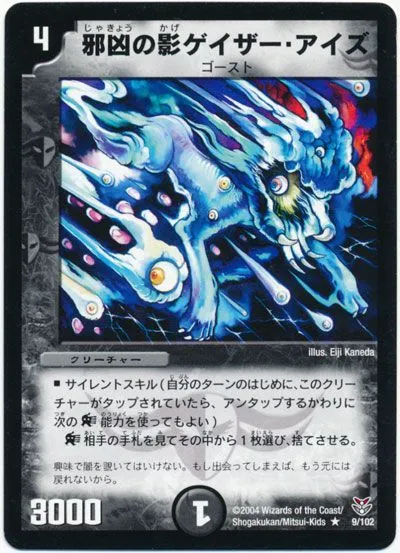 じゃきょう かげ
4 邪凶の影ゲイザー・アイズ
ゴースト
illus. Eiji Kaneda
クリーチャー
■ サイレントスキル(自分のターンのはじめに、このクリ
ーチャーがタップされていたら、アンタップするかわりに
次の 能力を使ってもよい)
相手の手札を見てその中から1枚選び、捨てさせる。
興味で闇を覗いてはいけない。もし出会ってしまえば、もう元には
戻れないから。
3000
1
©2004 Wizards of the Coast/
Shogakukan/Mitsui-Kids ★ 9/102